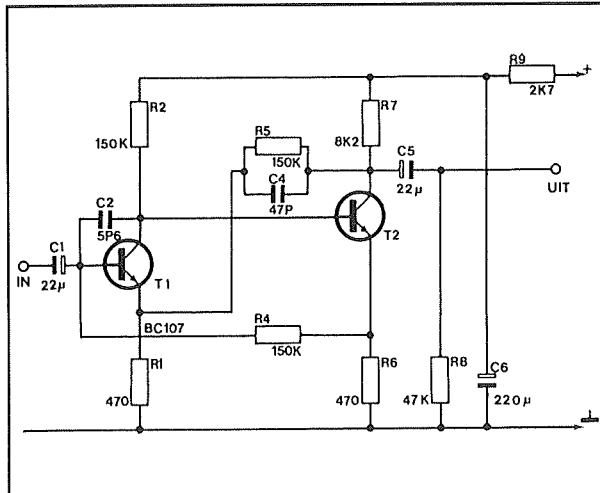 R9
+
2K7
R2
150K
R7
8K2
R5
150K
C4
47P
C5
22µ
UIT
C2
5P6
C1
IN
22µ
T1
T2
BC107
R4
150K
R1
470
R6
470
R8
47K
C6
220µ